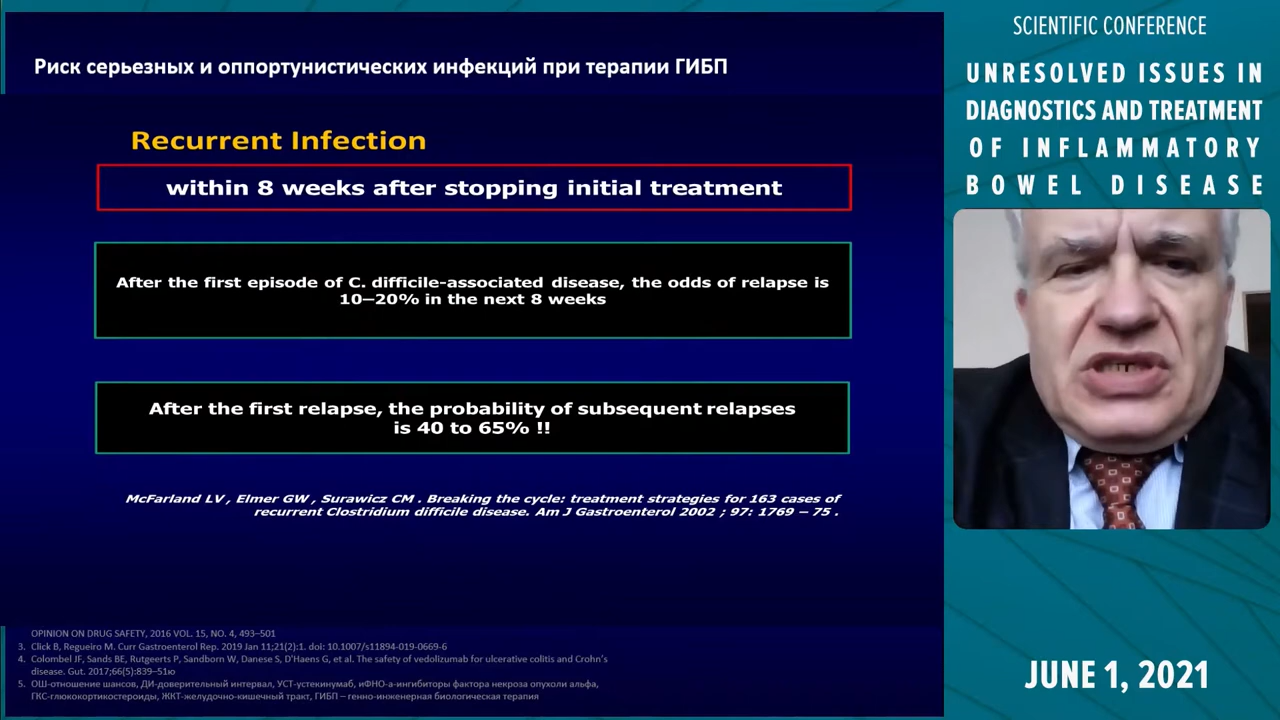 Риск серьезных и оппортунистических инфекций при терапии ГИБП
Recurrent Infection
within 8 weeks after stopping initial treatment
After the first episode of C. difficile-associated disease, the odds of relapse is
10–20% in the next 8 weeks
After the first relapse, the probability of subsequent relapses
is 40 to 65% !!
McFarland LV , Elmer GW , Surawicz CM . Breaking the cycle: treatment strategies for 163 cases of
recurrent Clostridium difficile disease. Am J Gastroenterol 2002 ; 97: 1769 – 75 .
OPINION ON DRUG SAFETY, 2016 VOL. 15, NO. 4, 493–501
3. Click B, Regueiro M. Curr Gastroenterol Rep. 2019 Jan 11;21(2):1. doi: 10.1007/s11894-019-0669-6
4. Colombel JF, Sands BE, Rutgeerts P, Sandborn W, Danese S, D'Haens G, et al. The safety of vedolizumab for ulcerative colitis and Crohn's
disease. Gut. 2017;66(5):839–51ю
5. ОШ-отношение шансов, ДИ-доверительный интервал, УСТ-устекинумаб, иФНО-а-ингибиторы фактора некроза опухоли альфа,
ГКС-глюкокортикостероиды, ЖКТ-желудочно-кишечный тракт, ГИБП – генно-инженерная биологическая терапия
SCIENTIFIC CONFERENCE
UNRESOLVED ISSUES IN
DIAGNOSTICS AND TREATMENT
OF INFLAMMATORY
BOWEL DISEASE
JUNE 1, 2021